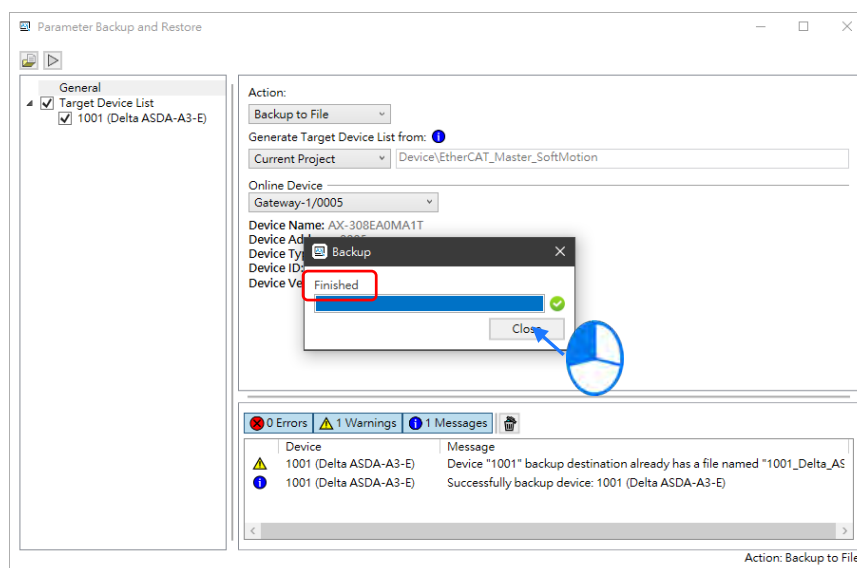 Parameter Backup and Restore
General
Target Device List
1001 (Delta ASDA-A3-E)
Action:
Backup to File
Generate Target Device List from:
Current Project
Device\EtherCAT_Master_SoftMotion
Online Device
Gateway-1/0005
Device Name: AX-308EA0MA1T
Device Ad
Device Ty
Device ID:
Device Ve
Backup
Finished
Close
0 Errors
1 Warnings
1 Messages
Device Message
1001 (Delta ASDA-A3-E) Device "1001" backup destination already has a file named "1001_Delta_AS
1001 (Delta ASDA-A3-E) Successfully backup device: 1001 (Delta ASDA-A3-E)
Action: Backup to File